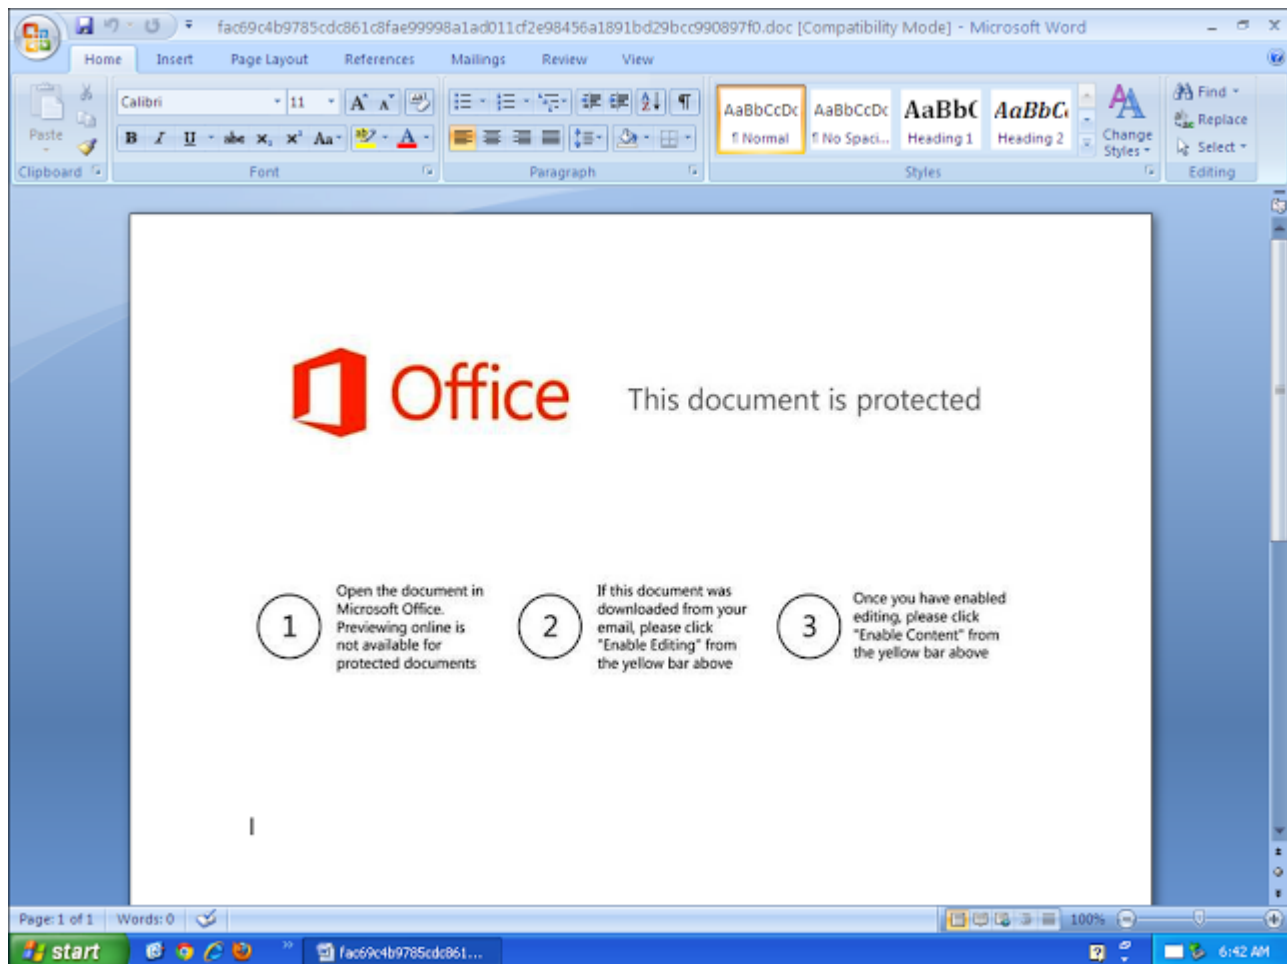 fac69c4b9785cdc861c8fae99998a1ad011cf2e98456a1891bd29bcc990897f0.doc [Compatibility Mode] - Microsoft Word
Home Insert Page Layout References Mailings Review View
Calibri 11
AaBbCcDc AaBbCcDc AaBbC AaBbC
Find
Replace
Select
Paste
B I U abc x₂ x² Aa
¶ Normal ¶ No Spaci... Heading 1 Heading 2
Change
Styles
Clipboard Font Paragraph Styles Editing
Office This document is protected
1
Open the document in
Microsoft Office.
Previewing online is
not available for
protected documents
2
If this document was
downloaded from your
email, please click
"Enable Editing" from
the yellow bar above
3
Once you have enabled
editing, please click
"Enable Content" from
the yellow bar above
Page: 1 of 1 Words: 0 100%
start fac69c4b9785cdc861... 6:42 AM